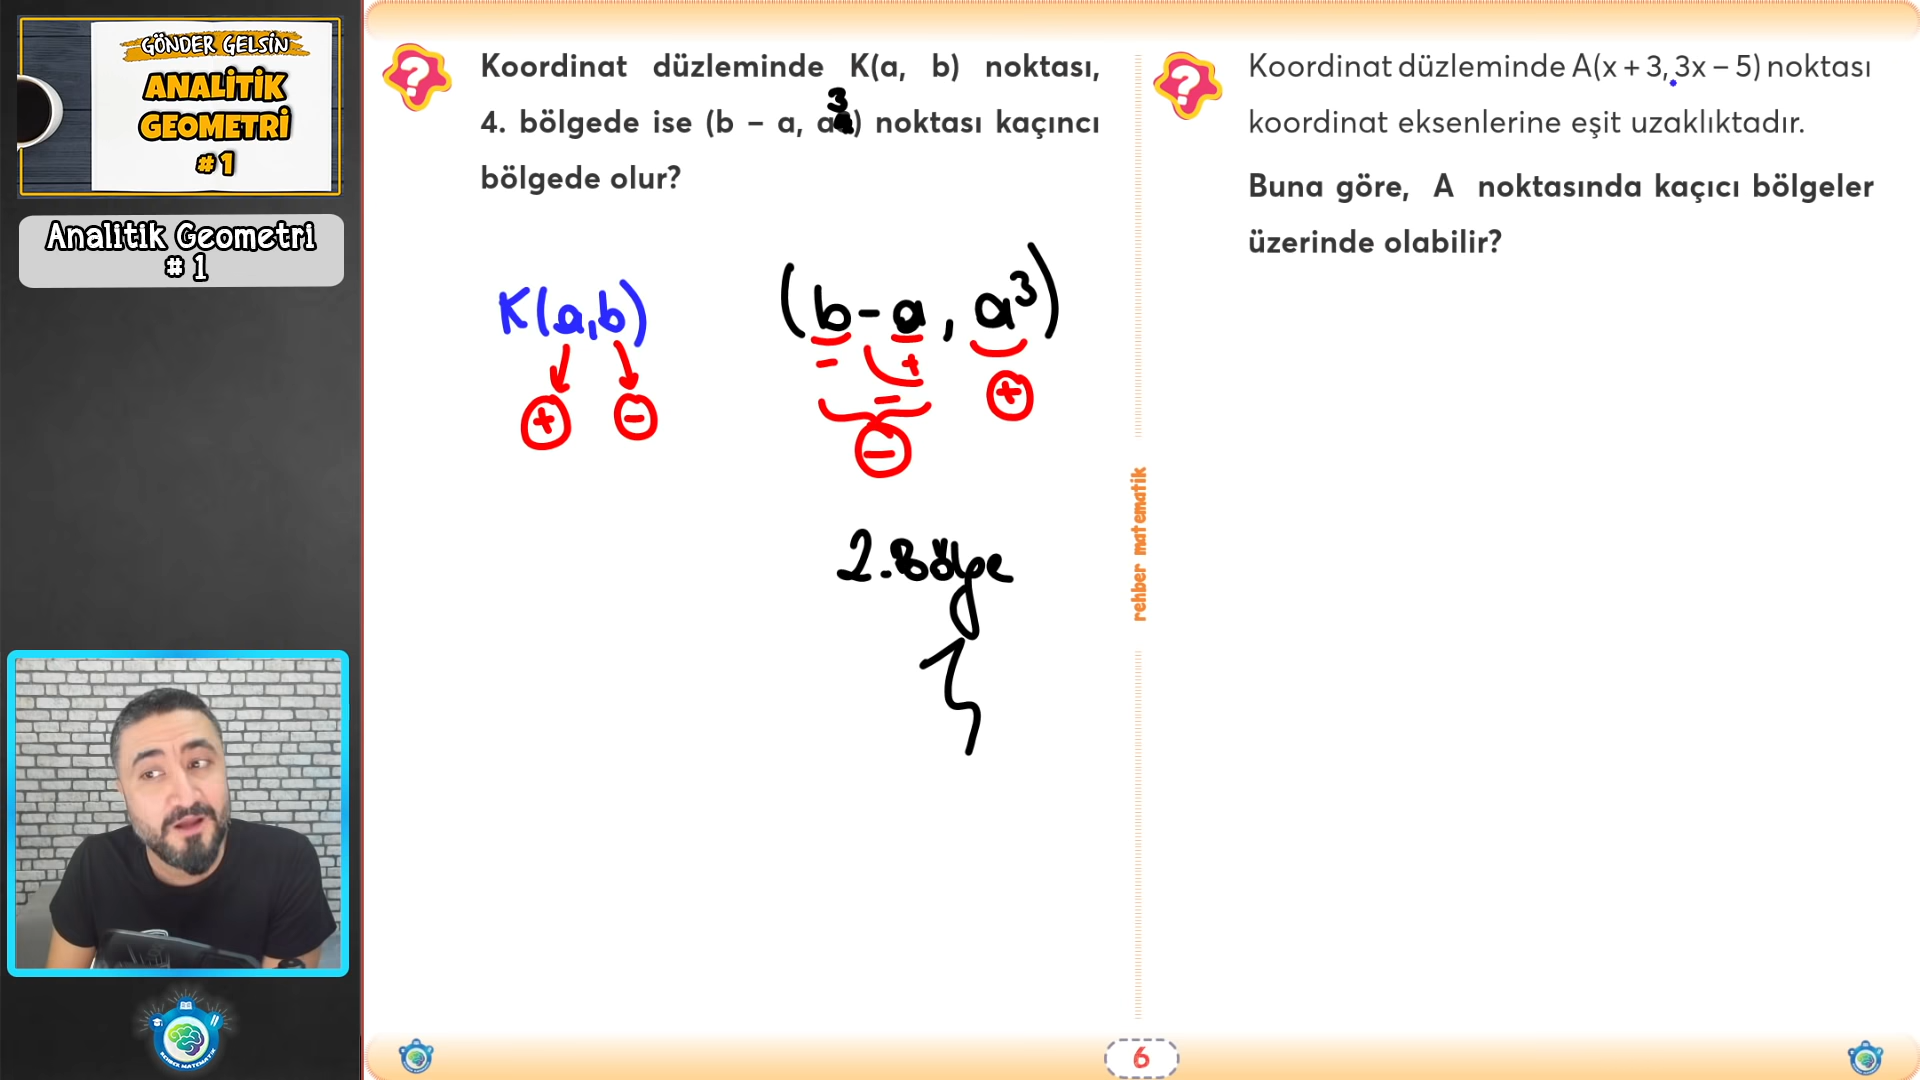 GÖNDER GELSİN
ANALİTİK
GEOMETRİ
#1
Analitik Geometri
#1
Koordinat düzleminde K(a, b) noktası,
4. bölgede ise (b – a, a³) noktası kaçıncı
bölgede olur?
K(a,b)
+ –
(b-a, a³)
– +
–
+
–
2.Bölge
rehber matematik
Koordinat düzleminde A(x + 3, 3x – 5) noktası
koordinat eksenlerine eşit uzaklıktadır.
Buna göre, A noktasında kaçıcı bölgeler
üzerinde olabilir?
REHBER MATEMATİK
6